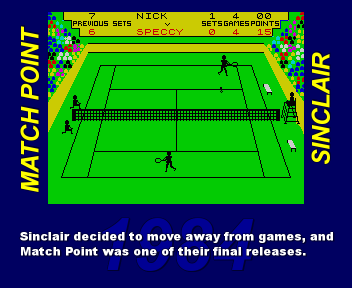 7 NICK 1 4 00
PREVIOUS SETS SETS GAMES POINTS
6 SPECCY 0 4 15
MATCH POINT
SINCLAIR
1984
Sinclair decided to move away from games, and
Match Point was one of their final releases.